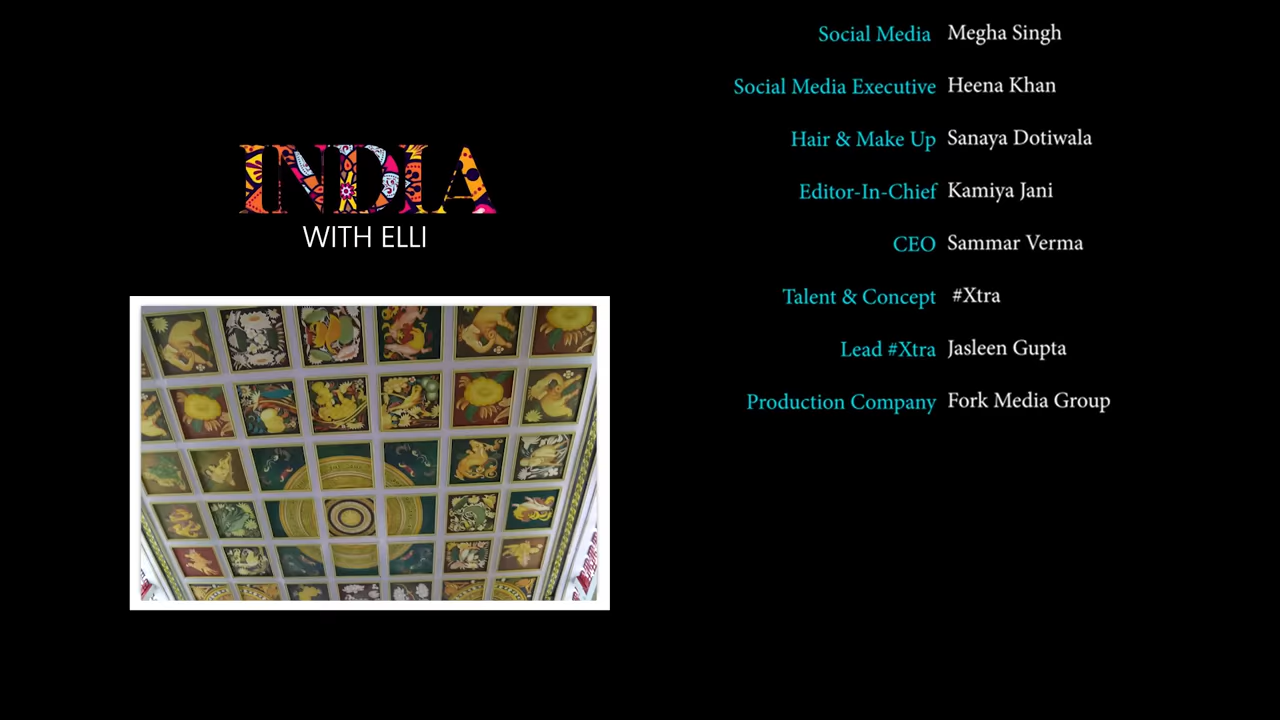 INDIA
WITH ELLI
Social Media Megha Singh
Social Media Executive Heena Khan
Hair & Make Up Sanaya Dotiwala
Editor-In-Chief Kamiya Jani
CEO Sammar Verma
Talent & Concept #Xtra
Lead #Xtra Jasleen Gupta
Production Company Fork Media Group